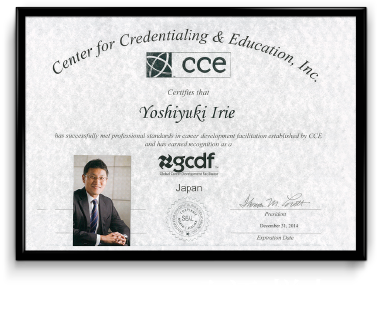 Center for Credentialing & Education, Inc.
cce
Certifies that
Yoshiyuki Irie
has successfully met professional standards in career development facilitation established by CCE
and has earned recognition as a
gcdf
Global Career Development Facilitator
Japan
SEAL
President
December 31, 2014
Expiration Date